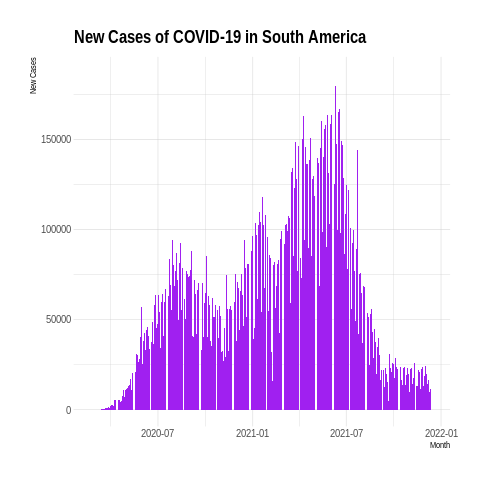 New Cases of COVID-19 in South America
New Cases
150000
100000
50000
0
2020-07
2021-01
2021-07
2022-01
Month